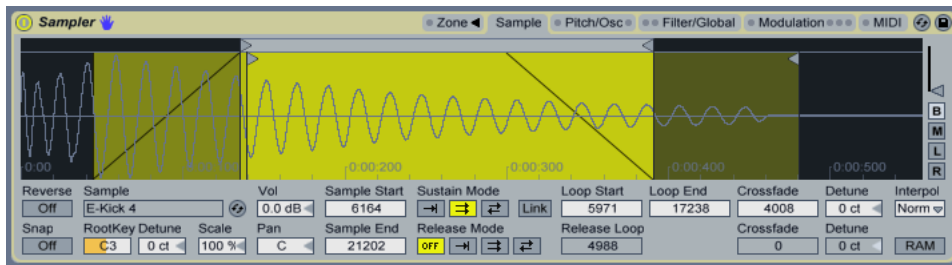 Sampler Zone Sample Pitch/Osc Filter/Global Modulation MIDI
B
M
L
R
0:00 0:00:100 0:00:200 0:00:300 0:00:400 0:00:500
Reverse Sample Vol Sample Start Sustain Mode Loop Start Loop End Crossfade Detune Interpol
Off E-Kick 4 0.0 dB 6164 Link 5971 17238 4008 0 ct Norm
Snap RootKey Detune Scale Pan Sample End Release Mode Release Loop Crossfade Detune
Off C3 0 ct 100 % C 21202 OFF 4988 0 0 ct RAM